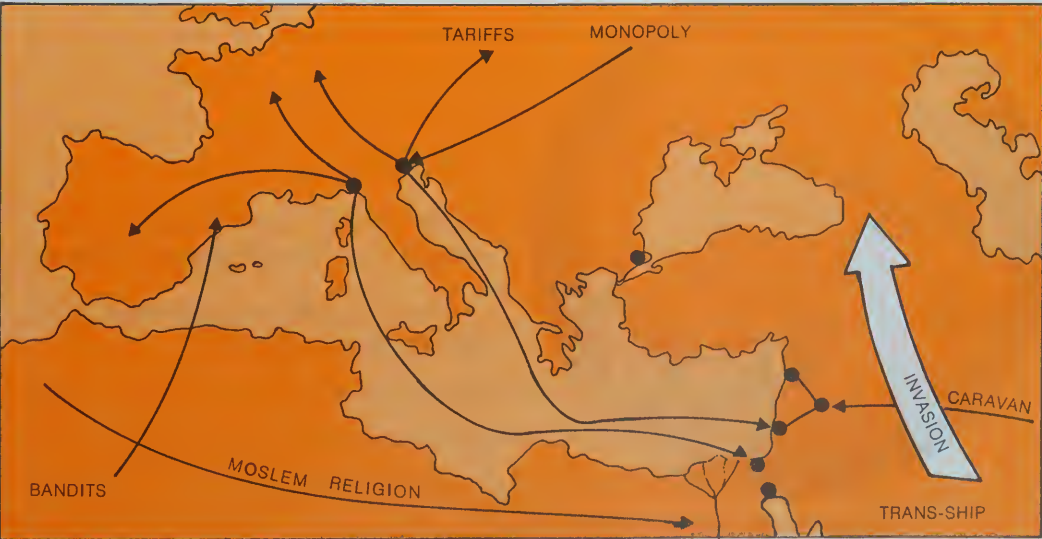 TARIFFS
MONOPOLY
INVASION
CARAVAN
MOSLEM RELIGION
BANDITS
TRANS-SHIP